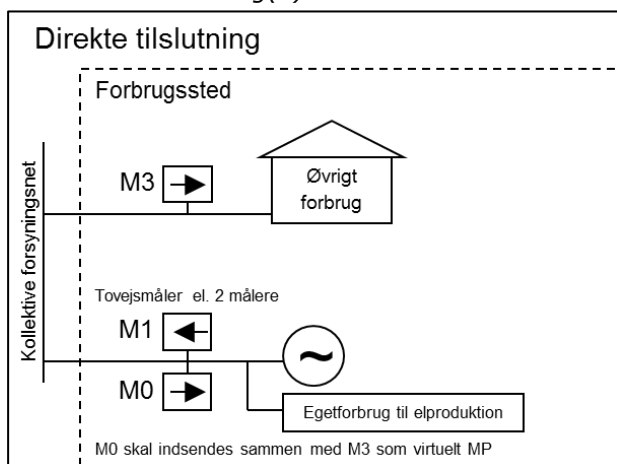 Direkte tilslutning
Forbrugssted
Kollektive forsyningsnet
M3
Øvrigt
forbrug
Tovejsmåler el. 2 målere
M1
~
M0
Egetforbrug til elproduktion
M0 skal indsendes sammen med M3 som virtuelt MP